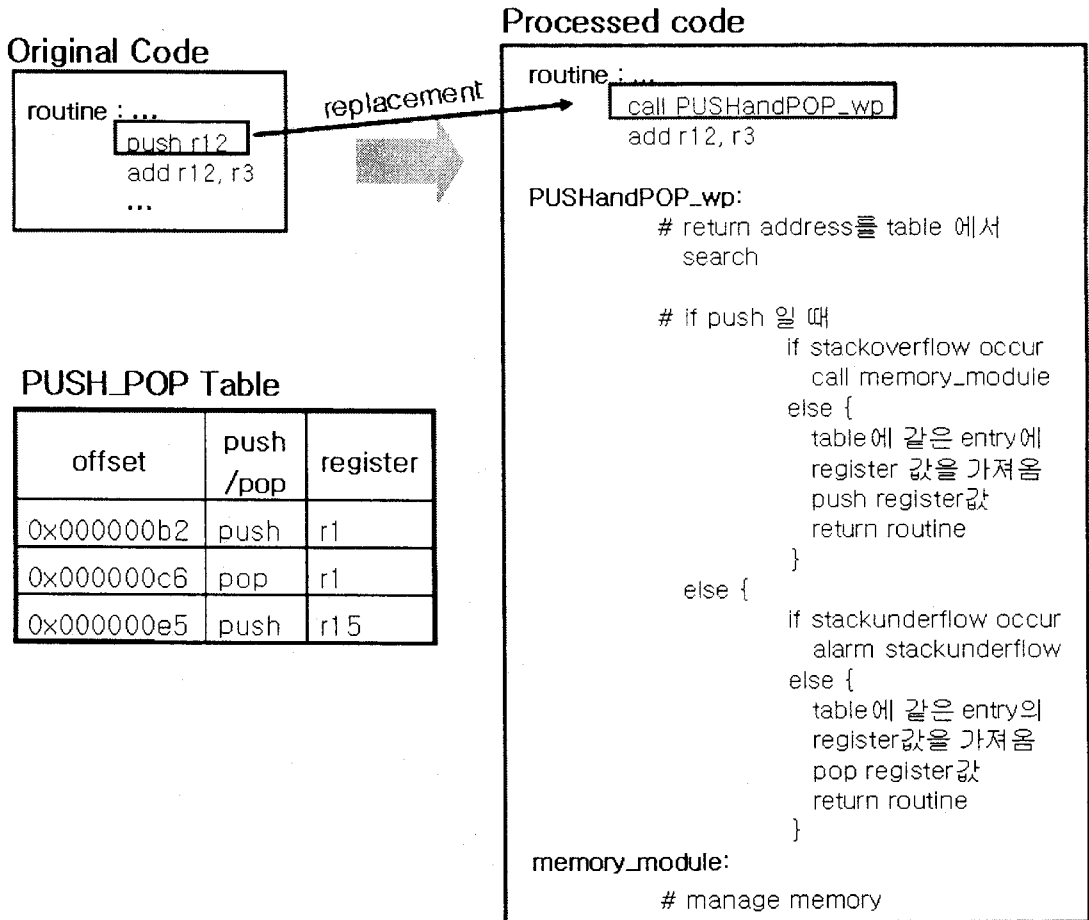 Original Code
routine : ...
push r12
add r12, r3
...
replacement
PUSH_POP Table
offset
push
/pop
register
0x000000b2 push r1
0x000000c6 pop r1
0x000000e5 push r15
Processed code
routine : ...
call PUSHandPOP_wp
add r12, r3
PUSHandPOP_wp:
# return address를 table 에서
search
# if push 일 때
if stackoverflow occur
call memory_module
else {
table에 같은 entry에
register 값을 가져옴
push register값
return routine
}
else {
if stackunderflow occur
alarm stackunderflow
else {
table에 같은 entry의
register값을 가져옴
pop register값
return routine
}
memory_module:
# manage memory